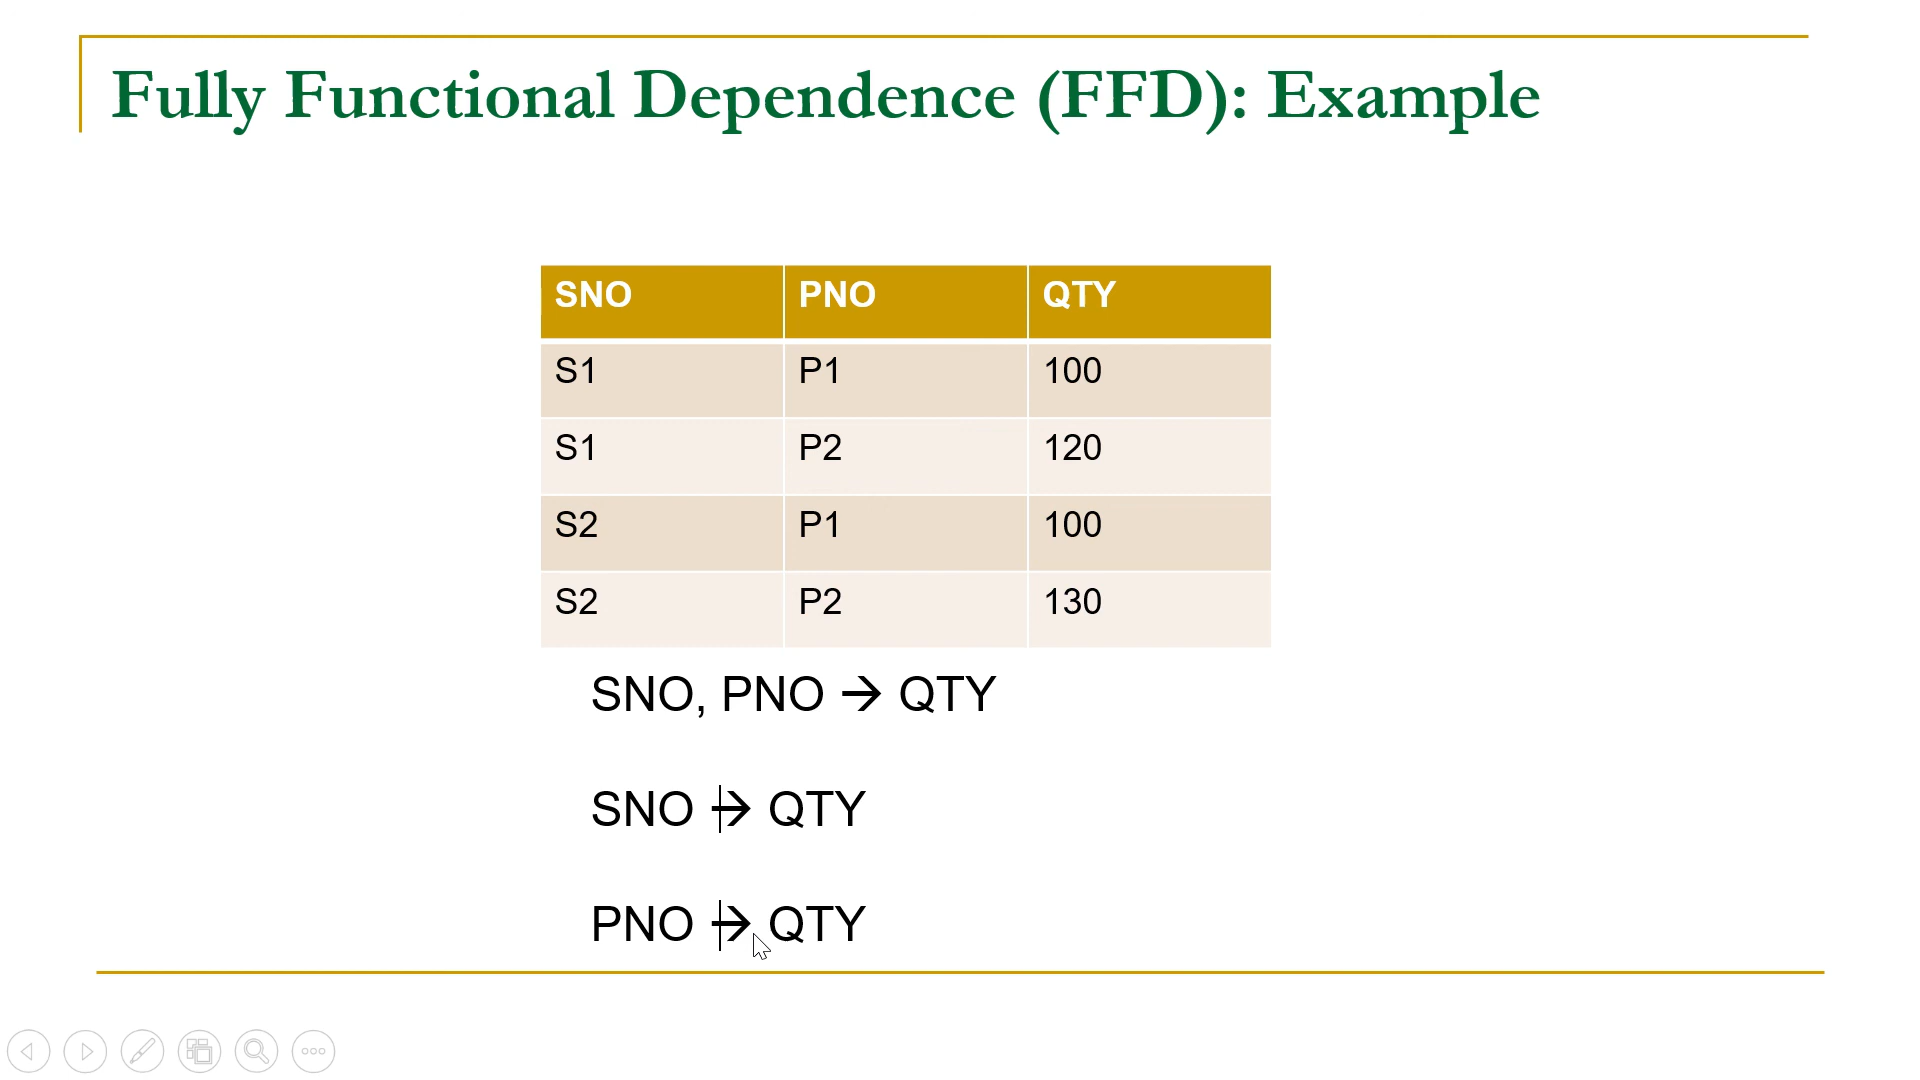 Fully Functional Dependence (FFD): Example
SNO PNO QTY
S1 P1 100
S1 P2 120
S2 P1 100
S2 P2 130
SNO, PNO → QTY
SNO ↛ QTY
PNO ↛ QTY